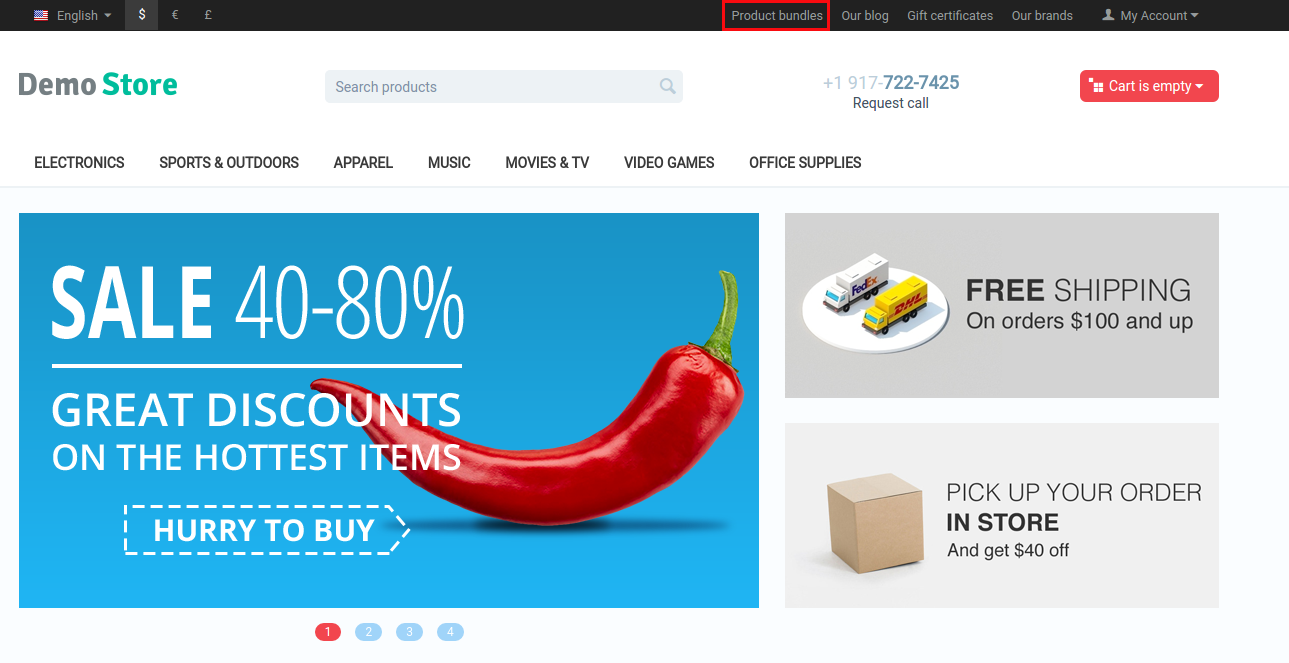 English $ € £ Product bundles Our blog Gift certificates Our brands My Account
Demo Store
Search products
+1 917-722-7425
Request call
Cart is empty
ELECTRONICS SPORTS & OUTDOORS APPAREL MUSIC MOVIES & TV VIDEO GAMES OFFICE SUPPLIES
SALE 40-80%
GREAT DISCOUNTS
ON THE HOTTEST ITEMS
HURRY TO BUY
FedEx
DHL
FREE SHIPPING
On orders $100 and up
PICK UP YOUR ORDER
IN STORE
And get $40 off
1 2 3 4